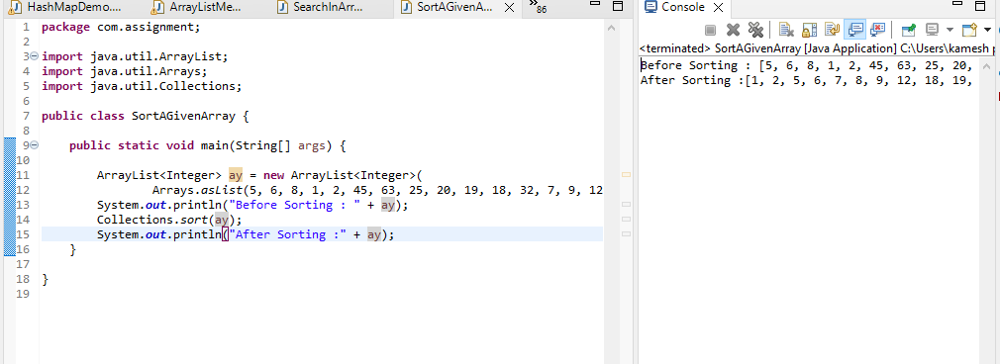 HashMapDemo....
ArrayListMe...
SearchInArr...
SortAGivenA...
86
1 package com.assignment;
2
3 import java.util.ArrayList;
4 import java.util.Arrays;
5 import java.util.Collections;
6
7 public class SortAGivenArray {
8
9 public static void main(String[] args) {
10
11 ArrayList<Integer> ay = new ArrayList<Integer>(
12 Arrays.asList(5, 6, 8, 1, 2, 45, 63, 25, 20, 19, 18, 32, 7, 9, 12
13 System.out.println("Before Sorting : " + ay);
14 Collections.sort(ay);
15 System.out.println("After Sorting :" + ay);
16 }
17
18 }
19
Console
<terminated> SortAGivenArray [Java Application] C:\Users\kamesh p
Before Sorting : [5, 6, 8, 1, 2, 45, 63, 25, 20,
After Sorting :[1, 2, 5, 6, 7, 8, 9, 12, 18, 19,